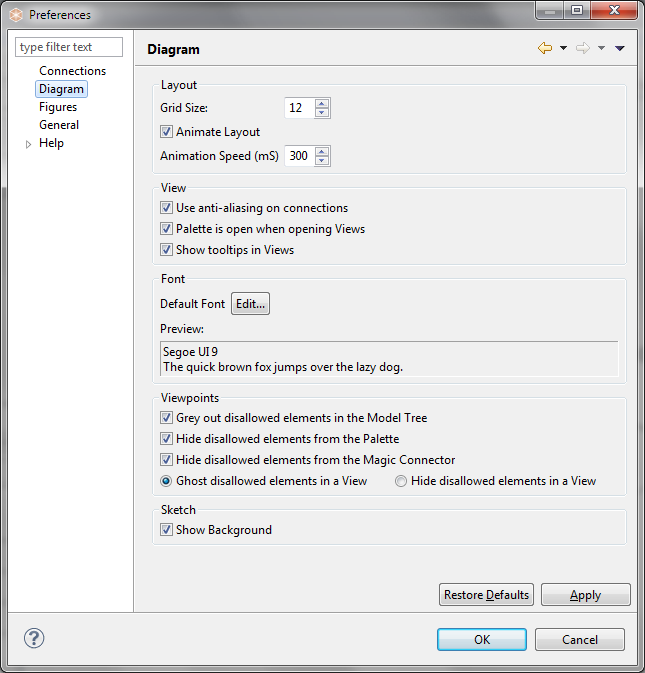 Preferences
type filter text
Connections
Diagram
Figures
General
Help
Diagram
Layout
Grid Size: 12
Animate Layout
Animation Speed (mS) 300
View
Use anti-aliasing on connections
Palette is open when opening Views
Show tooltips in Views
Font
Default Font Edit...
Preview:
Segoe UI 9
The quick brown fox jumps over the lazy dog.
Viewpoints
Grey out disallowed elements in the Model Tree
Hide disallowed elements from the Palette
Hide disallowed elements from the Magic Connector
Ghost disallowed elements in a View Hide disallowed elements in a View
Sketch
Show Background
Restore Defaults Apply
? OK Cancel